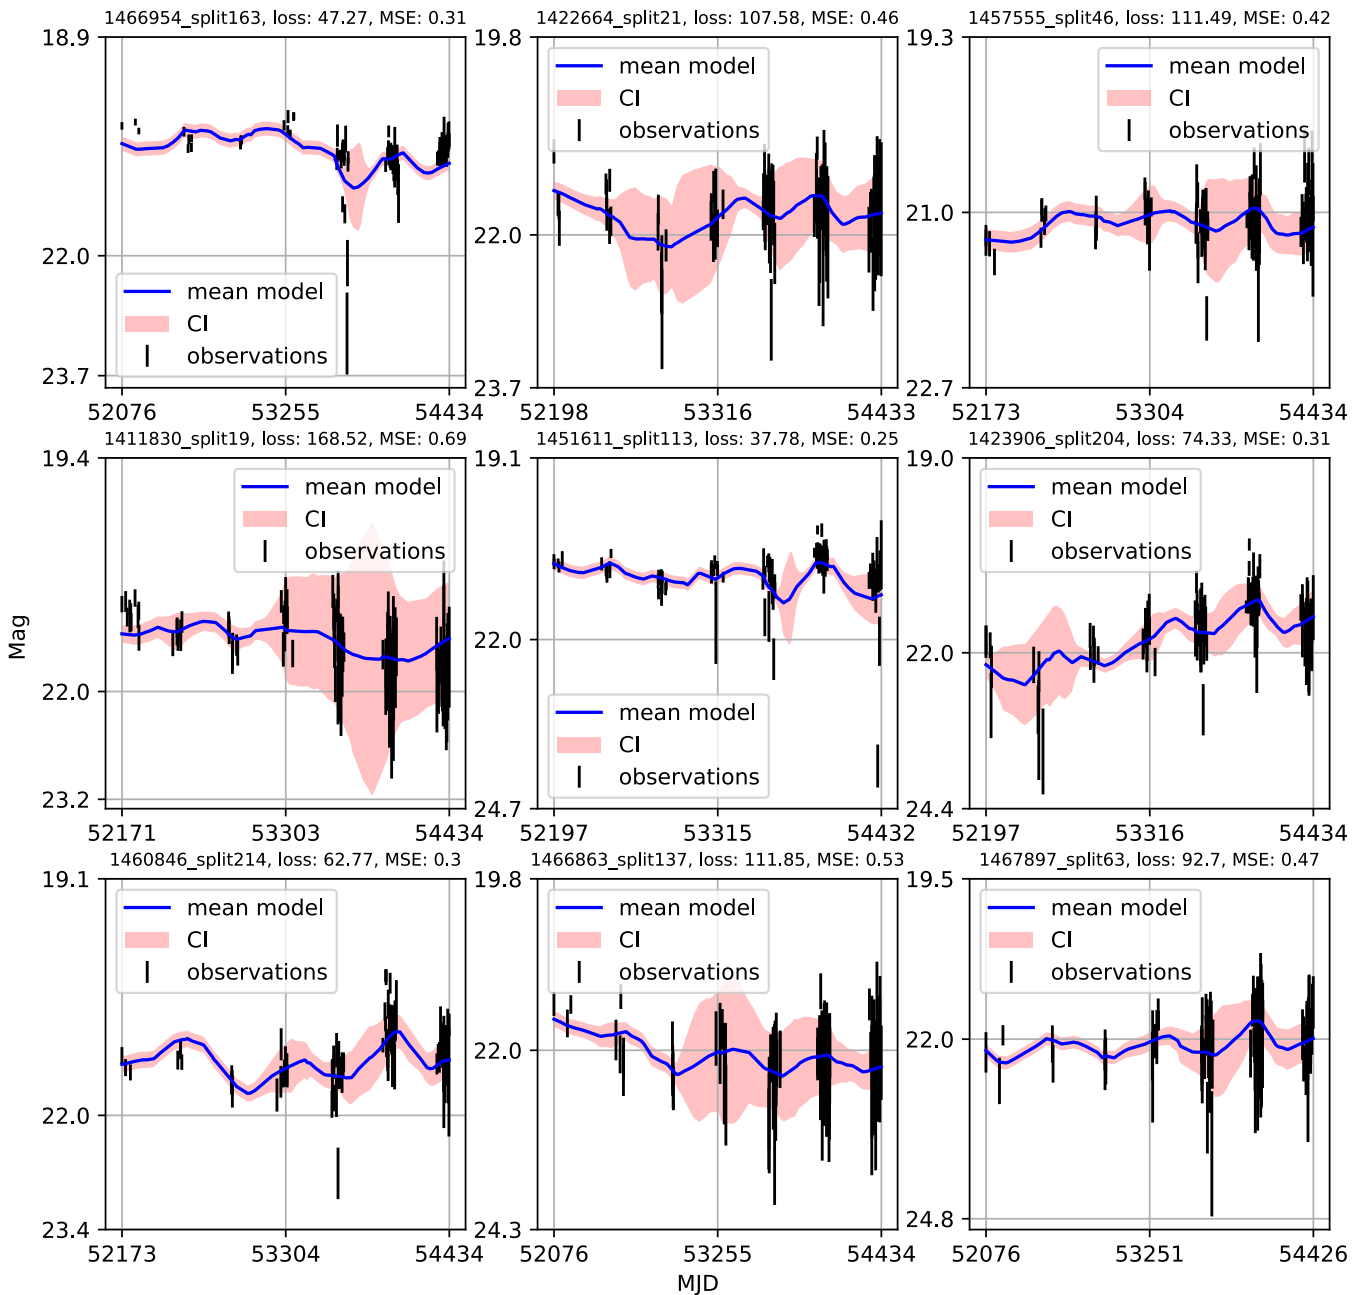 1466954_split163, loss: 47.27, MSE: 0.31
18.9
22.0
23.7
mean model
CI
observations
52076 53255 54434
1422664_split21, loss: 107.58, MSE: 0.46
19.8
22.0
23.7
mean model
CI
observations
52198 53316 54433
1457555_split46, loss: 111.49, MSE: 0.42
19.3
21.0
22.7
mean model
CI
observations
52173 53304 54434
1411830_split19, loss: 168.52, MSE: 0.69
19.4
22.0
23.2
mean model
CI
observations
52171 53303 54434
1451611_split113, loss: 37.78, MSE: 0.25
19.1
22.0
24.7
mean model
CI
observations
52197 53315 54432
1423906_split204, loss: 74.33, MSE: 0.31
19.0
22.0
24.4
mean model
CI
observations
52197 53316 54434
Mag
1460846_split214, loss: 62.77, MSE: 0.3
19.1
22.0
23.4
mean model
CI
observations
52173 53304 54434
1466863_split137, loss: 111.85, MSE: 0.53
19.8
22.0
24.3
mean model
CI
observations
52076 53255 54434
1467897_split63, loss: 92.7, MSE: 0.47
19.5
22.0
24.8
mean model
CI
observations
52076 53251 54426
MJD